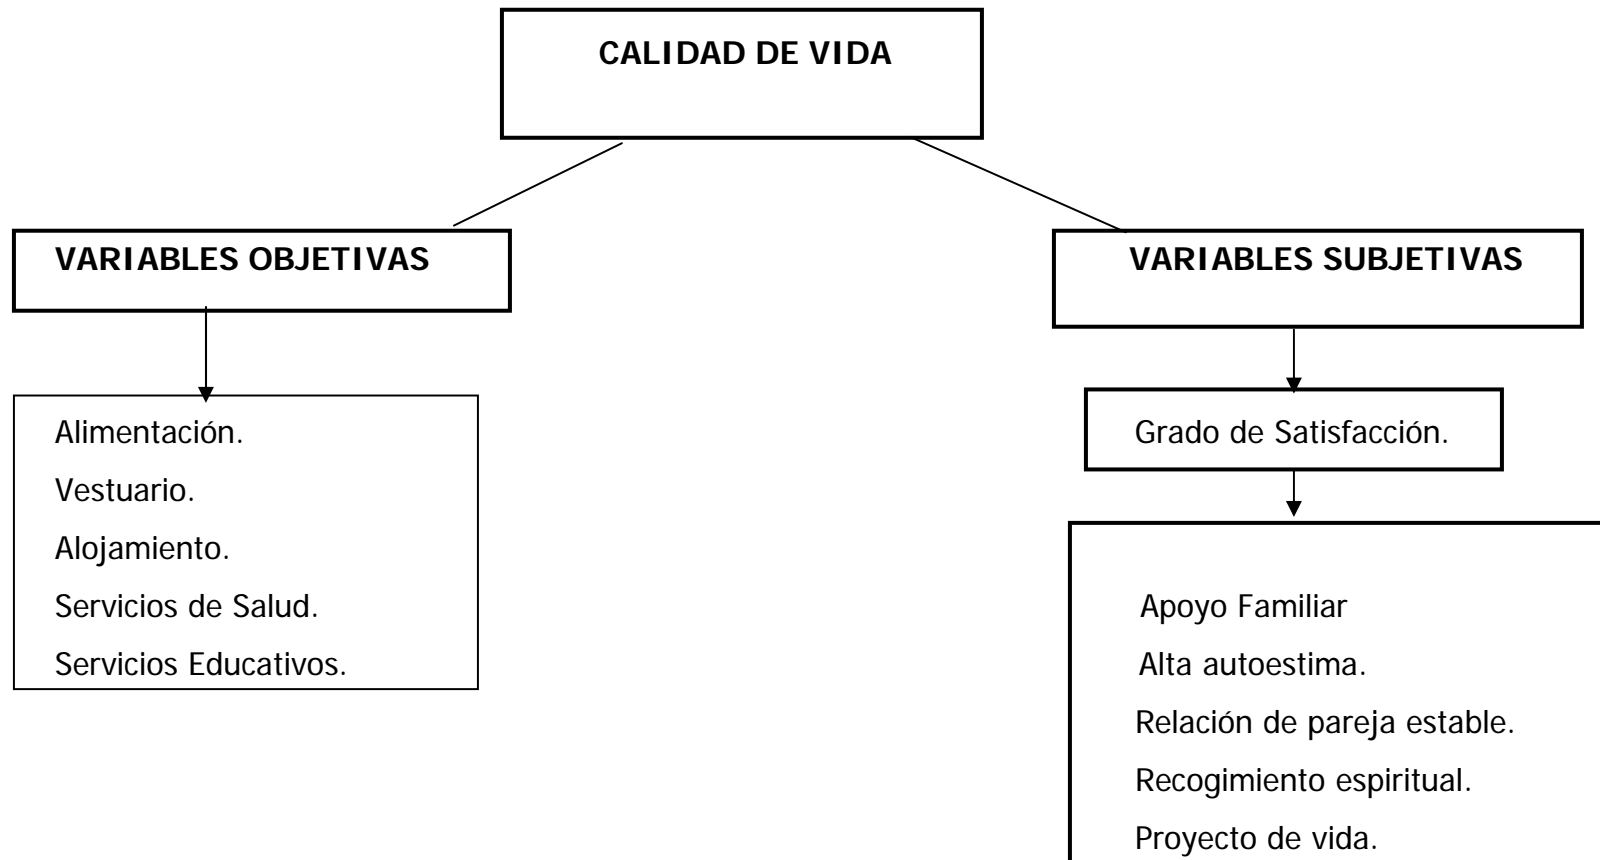 CALIDAD DE VIDA
VARIABLES OBJETIVAS
Alimentación.
Vestuario.
Alojamiento.
Servicios de Salud.
Servicios Educativos.
VARIABLES SUBJETIVAS
Grado de Satisfacción.
Apoyo Familiar
Alta autoestima.
Relación de pareja estable.
Recogimiento espiritual.
Proyecto de vida.